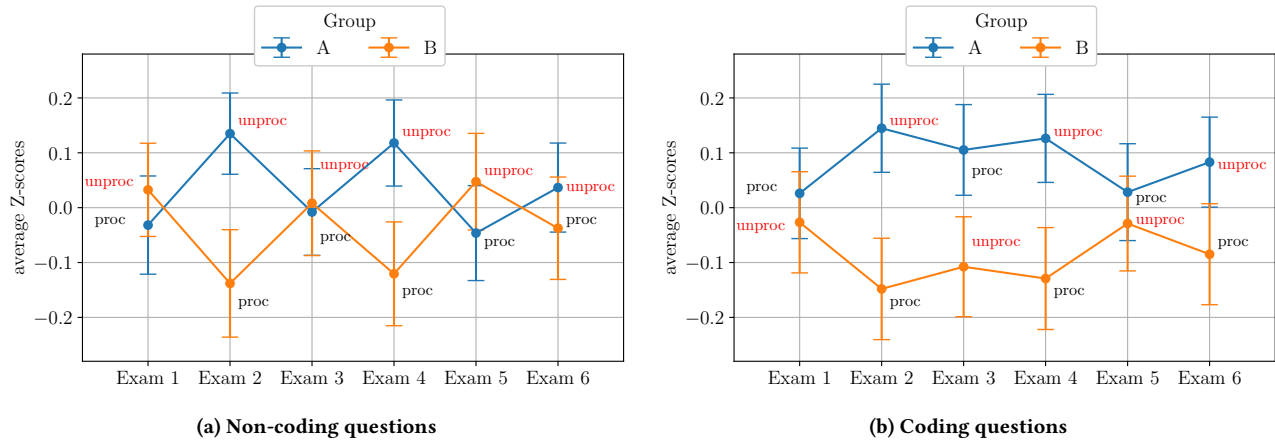 Group
A B
average Z-scores
0.2
0.1
0.0
−0.1
−0.2
unproc
proc
unproc
proc
unproc
proc
unproc
proc
unproc
proc
unproc
proc
Exam 1 Exam 2 Exam 3 Exam 4 Exam 5 Exam 6
(a) Non-coding questions
Group
A B
average Z-scores
0.2
0.1
0.0
−0.1
−0.2
proc
unproc
unproc
proc
proc
unproc
unproc
proc
proc
unproc
unproc
proc
Exam 1 Exam 2 Exam 3 Exam 4 Exam 5 Exam 6
(b) Coding questions